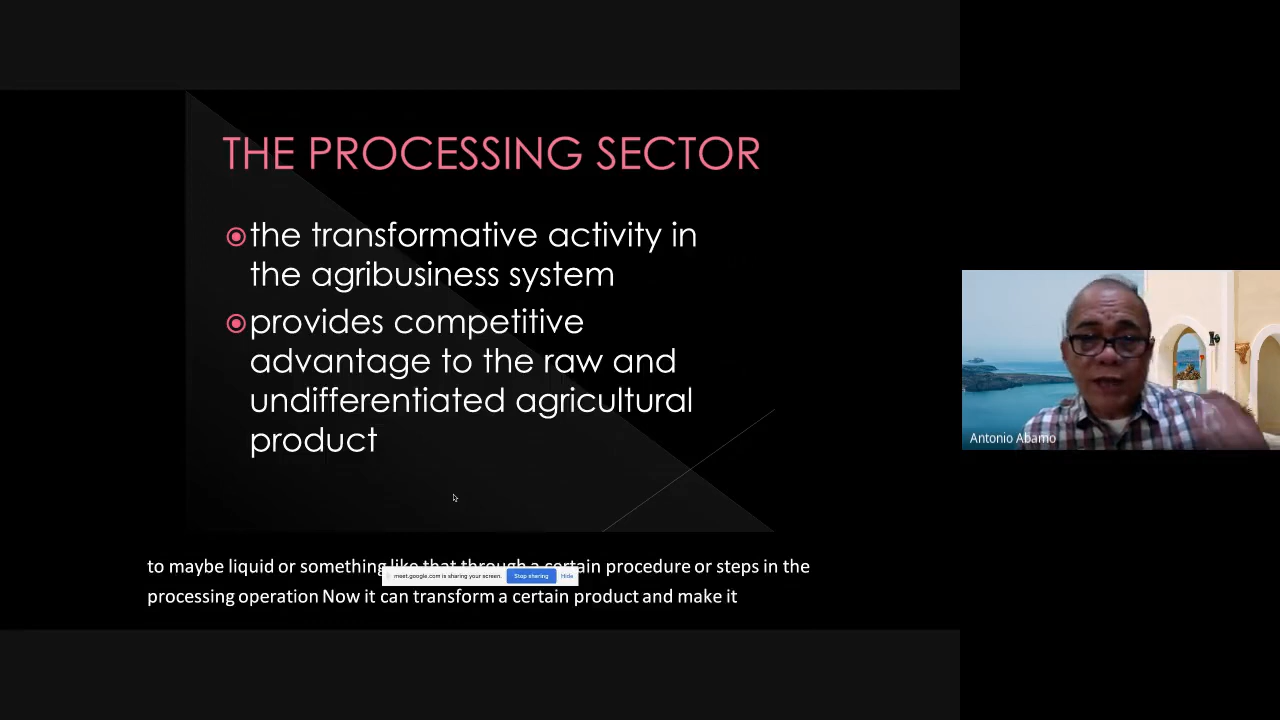 THE PROCESSING SECTOR
the transformative activity in
the agribusiness system
provides competitive
advantage to the raw and
undifferentiated agricultural
product
to maybe liquid or something like that through a certain procedure or steps in the
meet.google.com is sharing your screen. Stop sharing Hide
processing operation Now it can transform a certain product and make it
Antonio Abamo